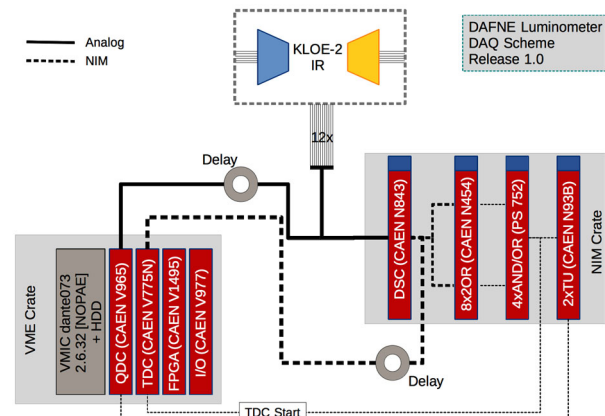 Analog
NIM
KLOE-2
IR
DAFNE Luminometer
DAQ Scheme
Release 1.0
12x
Delay
VME Crate
VMIC dante073
2.6.32 [NOPAE]
+ HDD
QDC (CAEN V965)
TDC (CAEN V775N)
FPGA (CAEN V1495)
I/O (CAEN V977)
DSC (CAEN N843)
8x2OR (CAEN N454)
4xAND/OR (PS 752)
2xTU (CAEN N93B)
NIM Crate
Delay
TDC Start